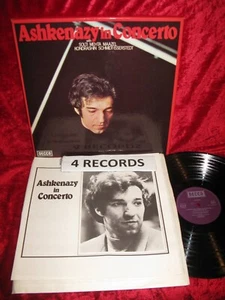 Ashkenazy in Concerto
SOLTI MEHTA MAAZEL
KONDRASHIN SCHMIDT-ISSERSTEDT
DECCA
4 RECORDS
Ashkenazy
in
Concerto
DECCA